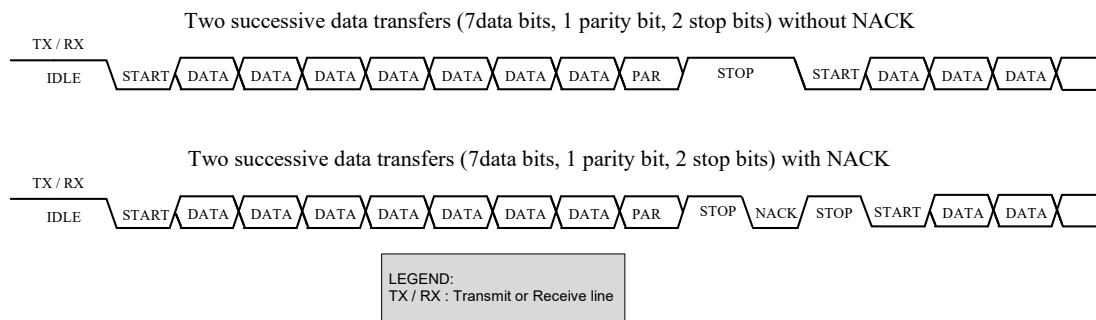 Two successive data transfers (7data bits, 1 parity bit, 2 stop bits) without NACK
TX / RX
IDLE START DATA DATA DATA DATA DATA DATA DATA PAR STOP START DATA DATA DATA
Two successive data transfers (7data bits, 1 parity bit, 2 stop bits) with NACK
TX / RX
IDLE START DATA DATA DATA DATA DATA DATA DATA PAR STOP NACK STOP START DATA DATA
LEGEND:
TX / RX : Transmit or Receive line